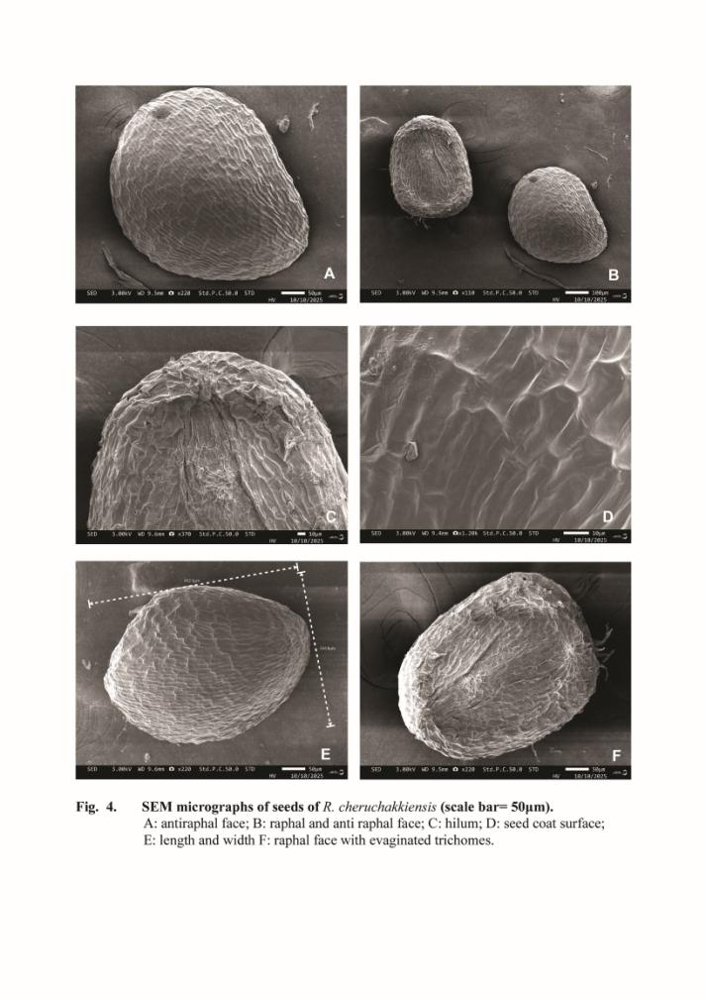 A
SED 3.00kV WD 9.5mm x220 Std.P.C.50.0 STD 50µm
HV 10/10/2025
B
SED 3.00kV WD 9.5mm x110 Std.P.C.50.0 STD 100µm
HV 10/10/2025
C
SED 3.00kV WD 9.6mm x370 Std.P.C.50.0 STD 10µm
HV 10/10/2025
D
SED 3.00kV WD 9.4mm x1.20k Std.P.C.50.0 STD 10µm
HV 10/10/2025
E
SED 3.00kV WD 9.6mm x220 Std.P.C.50.0 STD 50µm
HV 10/10/2025
F
SED 3.00kV WD 9.5mm x220 Std.P.C.50.0 STD 50µm
HV 10/10/2025
Fig. 4. SEM micrographs of seeds of R. cheruchakkiensis (scale bar= 50µm).
A: antiraphal face; B: raphal and anti raphal face; C: hilum; D: seed coat surface;
E: length and width F: raphal face with evaginated trichomes.